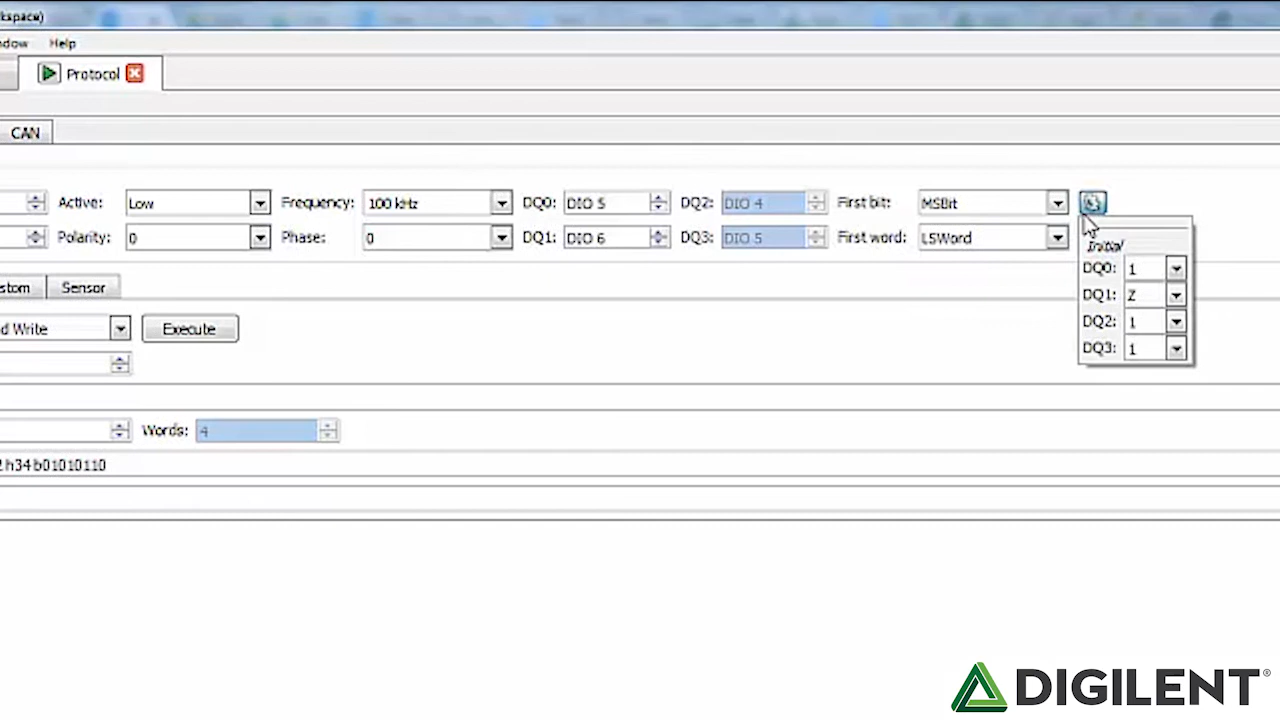 kspace)
ndow Help
Protocol
CAN
Active: Low Frequency: 100 kHz DQ0: DIO 5 DQ2: DIO 4 First bit: MSBit
Polarity: 0 Phase: 0 DQ1: DIO 6 DQ3: DIO 5 First word: LSWord
Initial
DQ0: 1
DQ1: Z
DQ2: 1
DQ3: 1
stom Sensor
d Write Execute
Words: 4
h34 b01010110
DIGILENT®